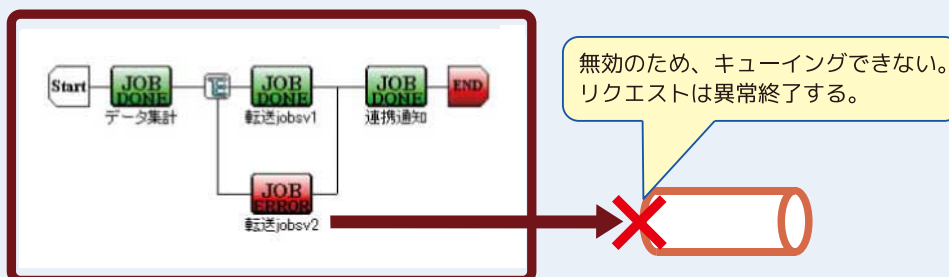 無効のため、キューイングできない。
リクエストは異常終了する。
Start
JOB
DONE
データ集計
JOB
DONE
転送jobsv1
JOB
DONE
連携通知
END
JOB
ERROR
転送jobsv2